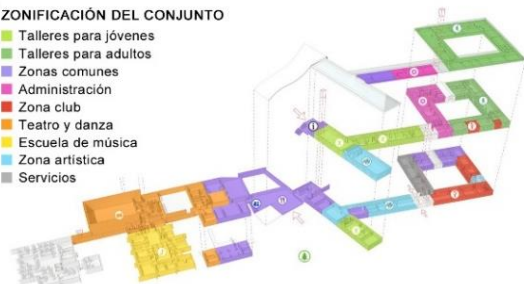 ZONIFICACIÓN DEL CONJUNTO
Talleres para jóvenes
Talleres para adultos
Zonas comunes
Administración
Zona club
Teatro y danza
Escuela de música
Zona artística
Servicios